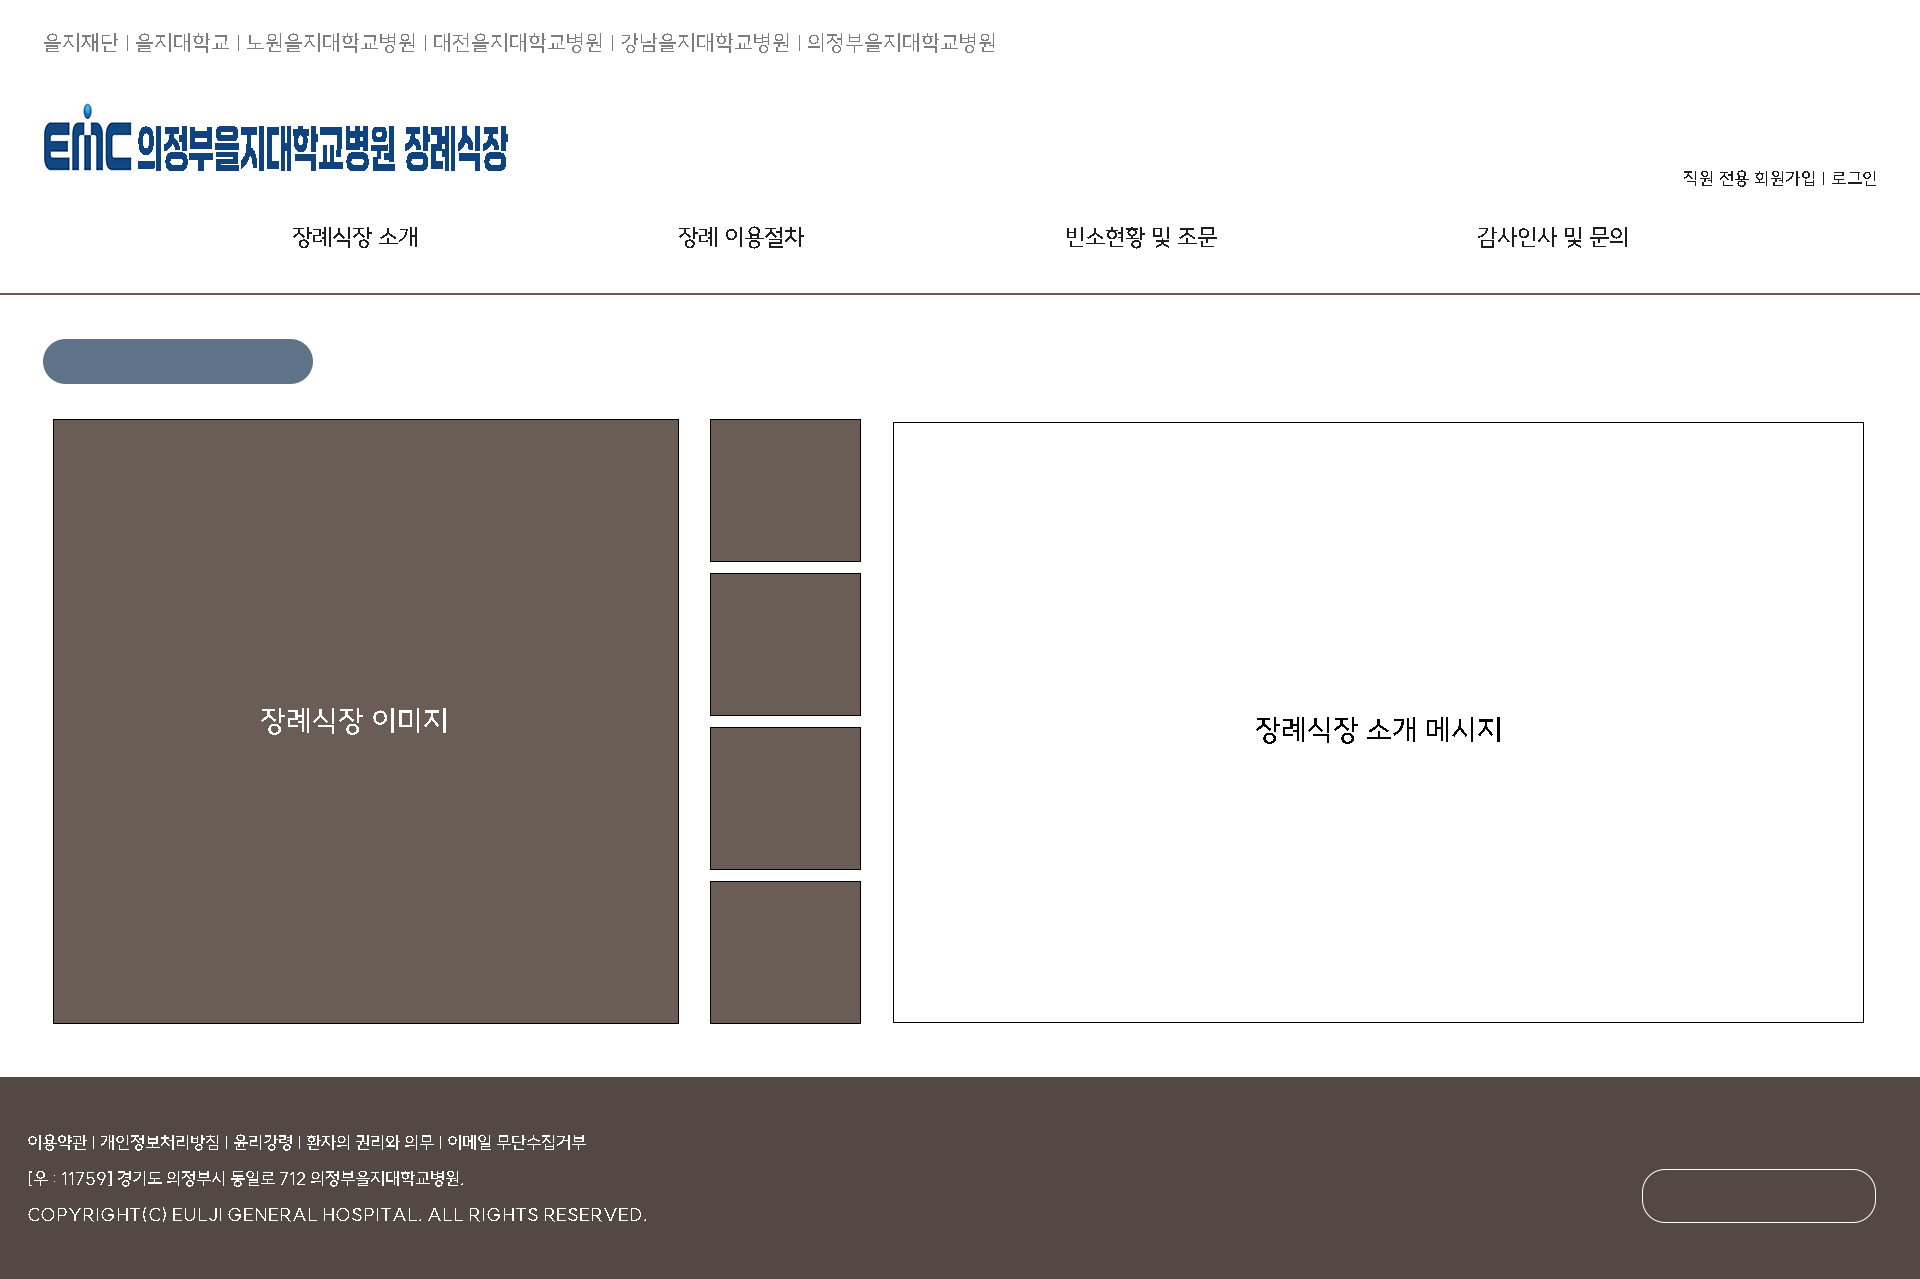 을지재단 | 을지대학교 | 노원을지대학교병원 | 대전을지대학교병원 | 강남을지대학교병원 | 의정부을지대학교병원
EMC 의정부을지대학교병원 장례식장
직원 전용 회원가입 | 로그인
장례식장 소개 장례 이용절차 빈소현황 및 조문 감사인사 및 문의
장례식장 이미지
장례식장 소개 메시지
이용약관 | 개인정보처리방침 | 윤리강령 | 환자의 권리와 의무 | 이메일 무단수집거부
[우 : 11759] 경기도 의정부시 동일로 712 의정부을지대학교병원.
COPYRIGHT(C) EULJI GENERAL HOSPITAL. ALL RIGHTS RESERVED.